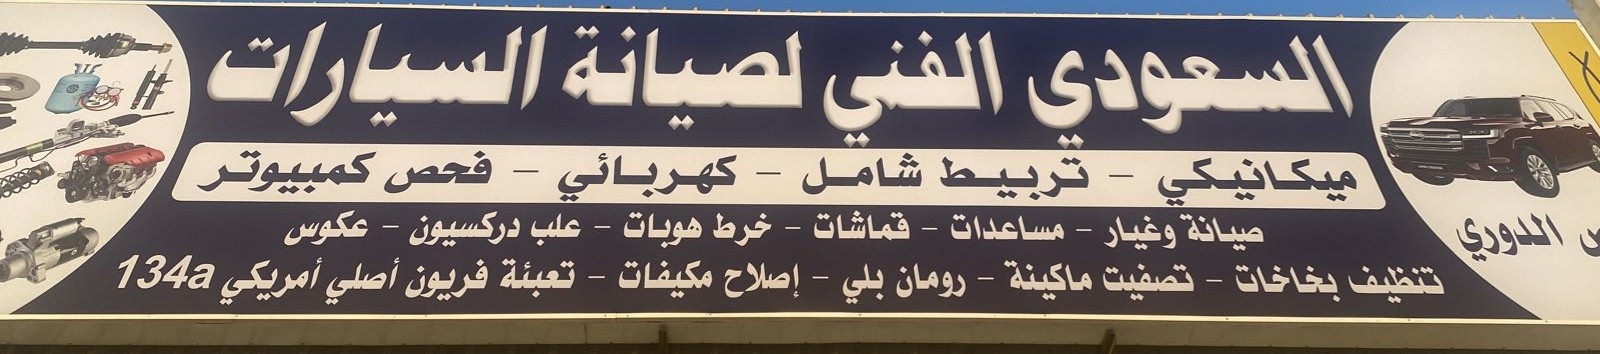 السعودي الفني لصيانة السيارات
ميكانيكي - تربيط شامل - كهربائي - فحص كمبيوتر
صيانة وغيار - مساعدات - قماشات - خرط هوبات - علب دركسيون - عكوس
تنظيف بخاخات - تصفيت ماكينة - رومان بلي - إصلاح مكيفات - تعبئة فريون أصلي أمريكي 134a
الدوري